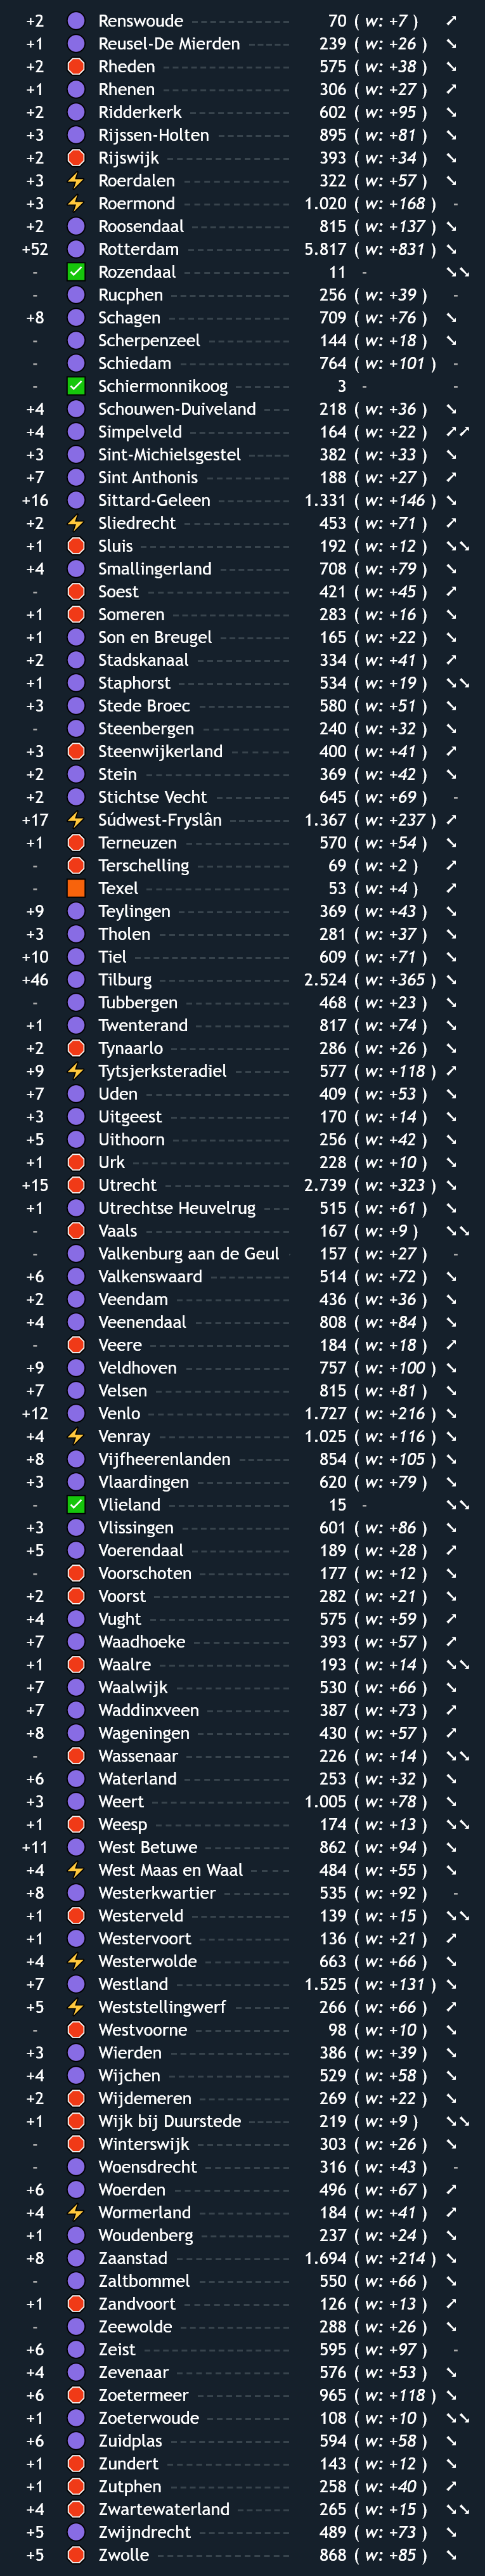 +2 Renswoude 70 ( w: +7 )
+1 Reusel-De Mierden 239 ( w: +26 )
+2 Rheden 575 ( w: +38 )
+1 Rhenen 306 ( w: +27 )
+2 Ridderkerk 602 ( w: +95 )
+3 Rijssen-Holten 895 ( w: +81 )
+2 Rijswijk 393 ( w: +34 )
+3 Roerdalen 322 ( w: +57 )
+3 Roermond 1.020 ( w: +168 ) -
+2 Roosendaal 815 ( w: +137 )
+52 Rotterdam 5.817 ( w: +831 )
- Rozendaal 11 -
- Rucphen 256 ( w: +39 ) -
+8 Schagen 709 ( w: +76 )
- Scherpenzeel 144 ( w: +18 )
- Schiedam 764 ( w: +101 ) -
- Schiermonnikoog 3 - -
+4 Schouwen-Duiveland 218 ( w: +36 )
+4 Simpelveld 164 ( w: +22 )
+3 Sint-Michielsgestel 382 ( w: +33 )
+7 Sint Anthonis 188 ( w: +27 )
+16 Sittard-Geleen 1.331 ( w: +146 )
+2 Sliedrecht 453 ( w: +71 )
+1 Sluis 192 ( w: +12 )
+4 Smallingerland 708 ( w: +79 )
- Soest 421 ( w: +45 )
+1 Someren 283 ( w: +16 )
+1 Son en Breugel 165 ( w: +22 )
+2 Stadskanaal 334 ( w: +41 )
+1 Staphorst 534 ( w: +19 )
+3 Stede Broec 580 ( w: +51 )
- Steenbergen 240 ( w: +32 )
+3 Steenwijkerland 400 ( w: +41 )
+2 Stein 369 ( w: +42 )
+2 Stichtse Vecht 645 ( w: +69 ) -
+17 Súdwest-Fryslân 1.367 ( w: +237 )
+1 Terneuzen 570 ( w: +54 )
- Terschelling 69 ( w: +2 )
- Texel 53 ( w: +4 )
+9 Teylingen 369 ( w: +43 )
+3 Tholen 281 ( w: +37 )
+10 Tiel 609 ( w: +71 )
+46 Tilburg 2.524 ( w: +365 )
- Tubbergen 468 ( w: +23 )
+1 Twenterand 817 ( w: +74 )
+2 Tynaarlo 286 ( w: +26 )
+9 Tytsjerksteradiel 577 ( w: +118 )
+7 Uden 409 ( w: +53 )
+3 Uitgeest 170 ( w: +14 )
+5 Uithoorn 256 ( w: +42 )
+1 Urk 228 ( w: +10 )
+15 Utrecht 2.739 ( w: +323 )
+1 Utrechtse Heuvelrug 515 ( w: +61 )
- Vaals 167 ( w: +9 )
- Valkenburg aan de Geul 157 ( w: +27 ) -
+6 Valkenswaard 514 ( w: +72 )
+2 Veendam 436 ( w: +36 )
+4 Veenendaal 808 ( w: +84 )
- Veere 184 ( w: +18 )
+9 Veldhoven 757 ( w: +100 )
+7 Velsen 815 ( w: +81 )
+12 Venlo 1.727 ( w: +216 )
+4 Venray 1.025 ( w: +116 )
+8 Vijfheerenlanden 854 ( w: +105 )
+3 Vlaardingen 620 ( w: +79 )
- Vlieland 15 -
+3 Vlissingen 601 ( w: +86 )
+5 Voerendaal 189 ( w: +28 )
- Voorschoten 177 ( w: +12 )
+2 Voorst 282 ( w: +21 )
+4 Vught 575 ( w: +59 )
+7 Waadhoeke 393 ( w: +57 )
+1 Waalre 193 ( w: +14 )
+7 Waalwijk 530 ( w: +66 )
+7 Waddinxveen 387 ( w: +73 )
+8 Wageningen 430 ( w: +57 )
- Wassenaar 226 ( w: +14 )
+6 Waterland 253 ( w: +32 )
+3 Weert 1.005 ( w: +78 )
+1 Weesp 174 ( w: +13 )
+11 West Betuwe 862 ( w: +94 )
+4 West Maas en Waal 484 ( w: +55 )
+8 Westerkwartier 535 ( w: +92 ) -
+1 Westerveld 139 ( w: +15 )
+1 Westervoort 136 ( w: +21 )
+4 Westerwolde 663 ( w: +66 )
+7 Westland 1.525 ( w: +131 )
+5 Weststellingwerf 266 ( w: +66 )
- Westvoorne 98 ( w: +10 )
+3 Wierden 386 ( w: +39 )
+4 Wijchen 529 ( w: +58 )
+2 Wijdemeren 269 ( w: +22 )
+1 Wijk bij Duurstede 219 ( w: +9 )
- Winterswijk 303 ( w: +26 )
- Woensdrecht 316 ( w: +43 ) -
+6 Woerden 496 ( w: +67 )
+4 Wormerland 184 ( w: +41 )
+1 Woudenberg 237 ( w: +24 )
+8 Zaanstad 1.694 ( w: +214 )
- Zaltbommel 550 ( w: +66 )
+1 Zandvoort 126 ( w: +13 )
- Zeewolde 288 ( w: +26 )
+6 Zeist 595 ( w: +97 ) -
+4 Zevenaar 576 ( w: +53 )
+6 Zoetermeer 965 ( w: +118 )
+1 Zoeterwoude 108 ( w: +10 )
+6 Zuidplas 594 ( w: +58 )
+1 Zundert 143 ( w: +12 )
+1 Zutphen 258 ( w: +40 )
+4 Zwartewaterland 265 ( w: +15 )
+5 Zwijndrecht 489 ( w: +73 )
+5 Zwolle 868 ( w: +85 )